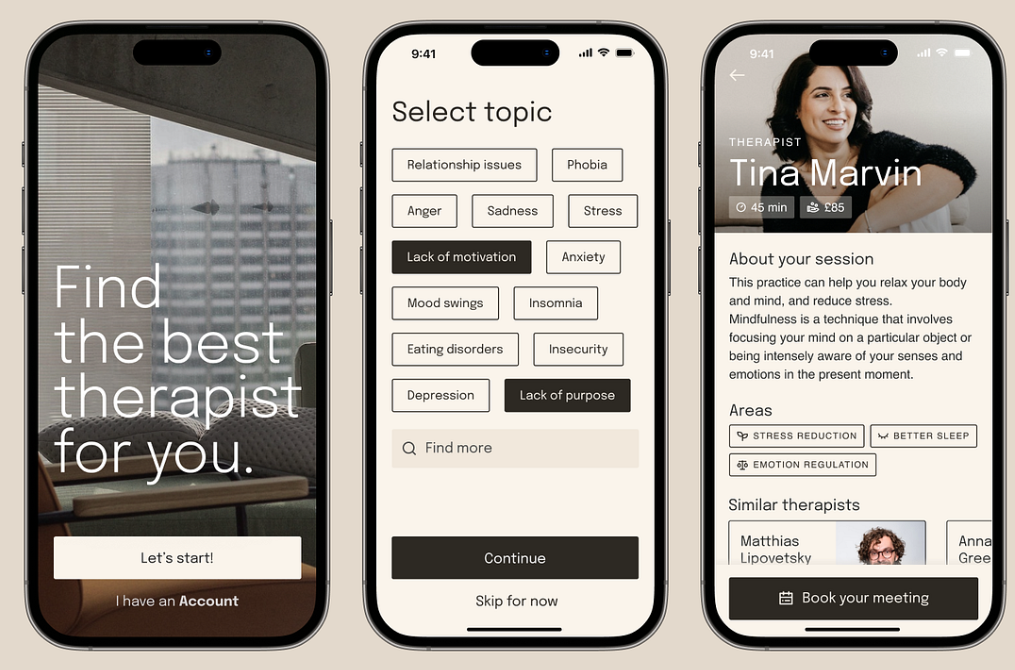 Find
the best
therapist
for you.
Let's start!
I have an Account
9:41
Select topic
Relationship issues
Phobia
Anger
Sadness
Stress
Lack of motivation
Anxiety
Mood swings
Insomnia
Eating disorders
Insecurity
Depression
Lack of purpose
Find more
Continue
Skip for now
9:41
THERAPIST
Tina Marvin
45 min
£85
About your session
This practice can help you relax your body
and mind, and reduce stress.
Mindfulness is a technique that involves
focusing your mind on a particular object or
being intensely aware of your senses and
emotions in the present moment.
Areas
STRESS REDUCTION
BETTER SLEEP
EMOTION REGULATION
Similar therapists
Matthias
Lipovetsky
Anna
Gree
Book your meeting